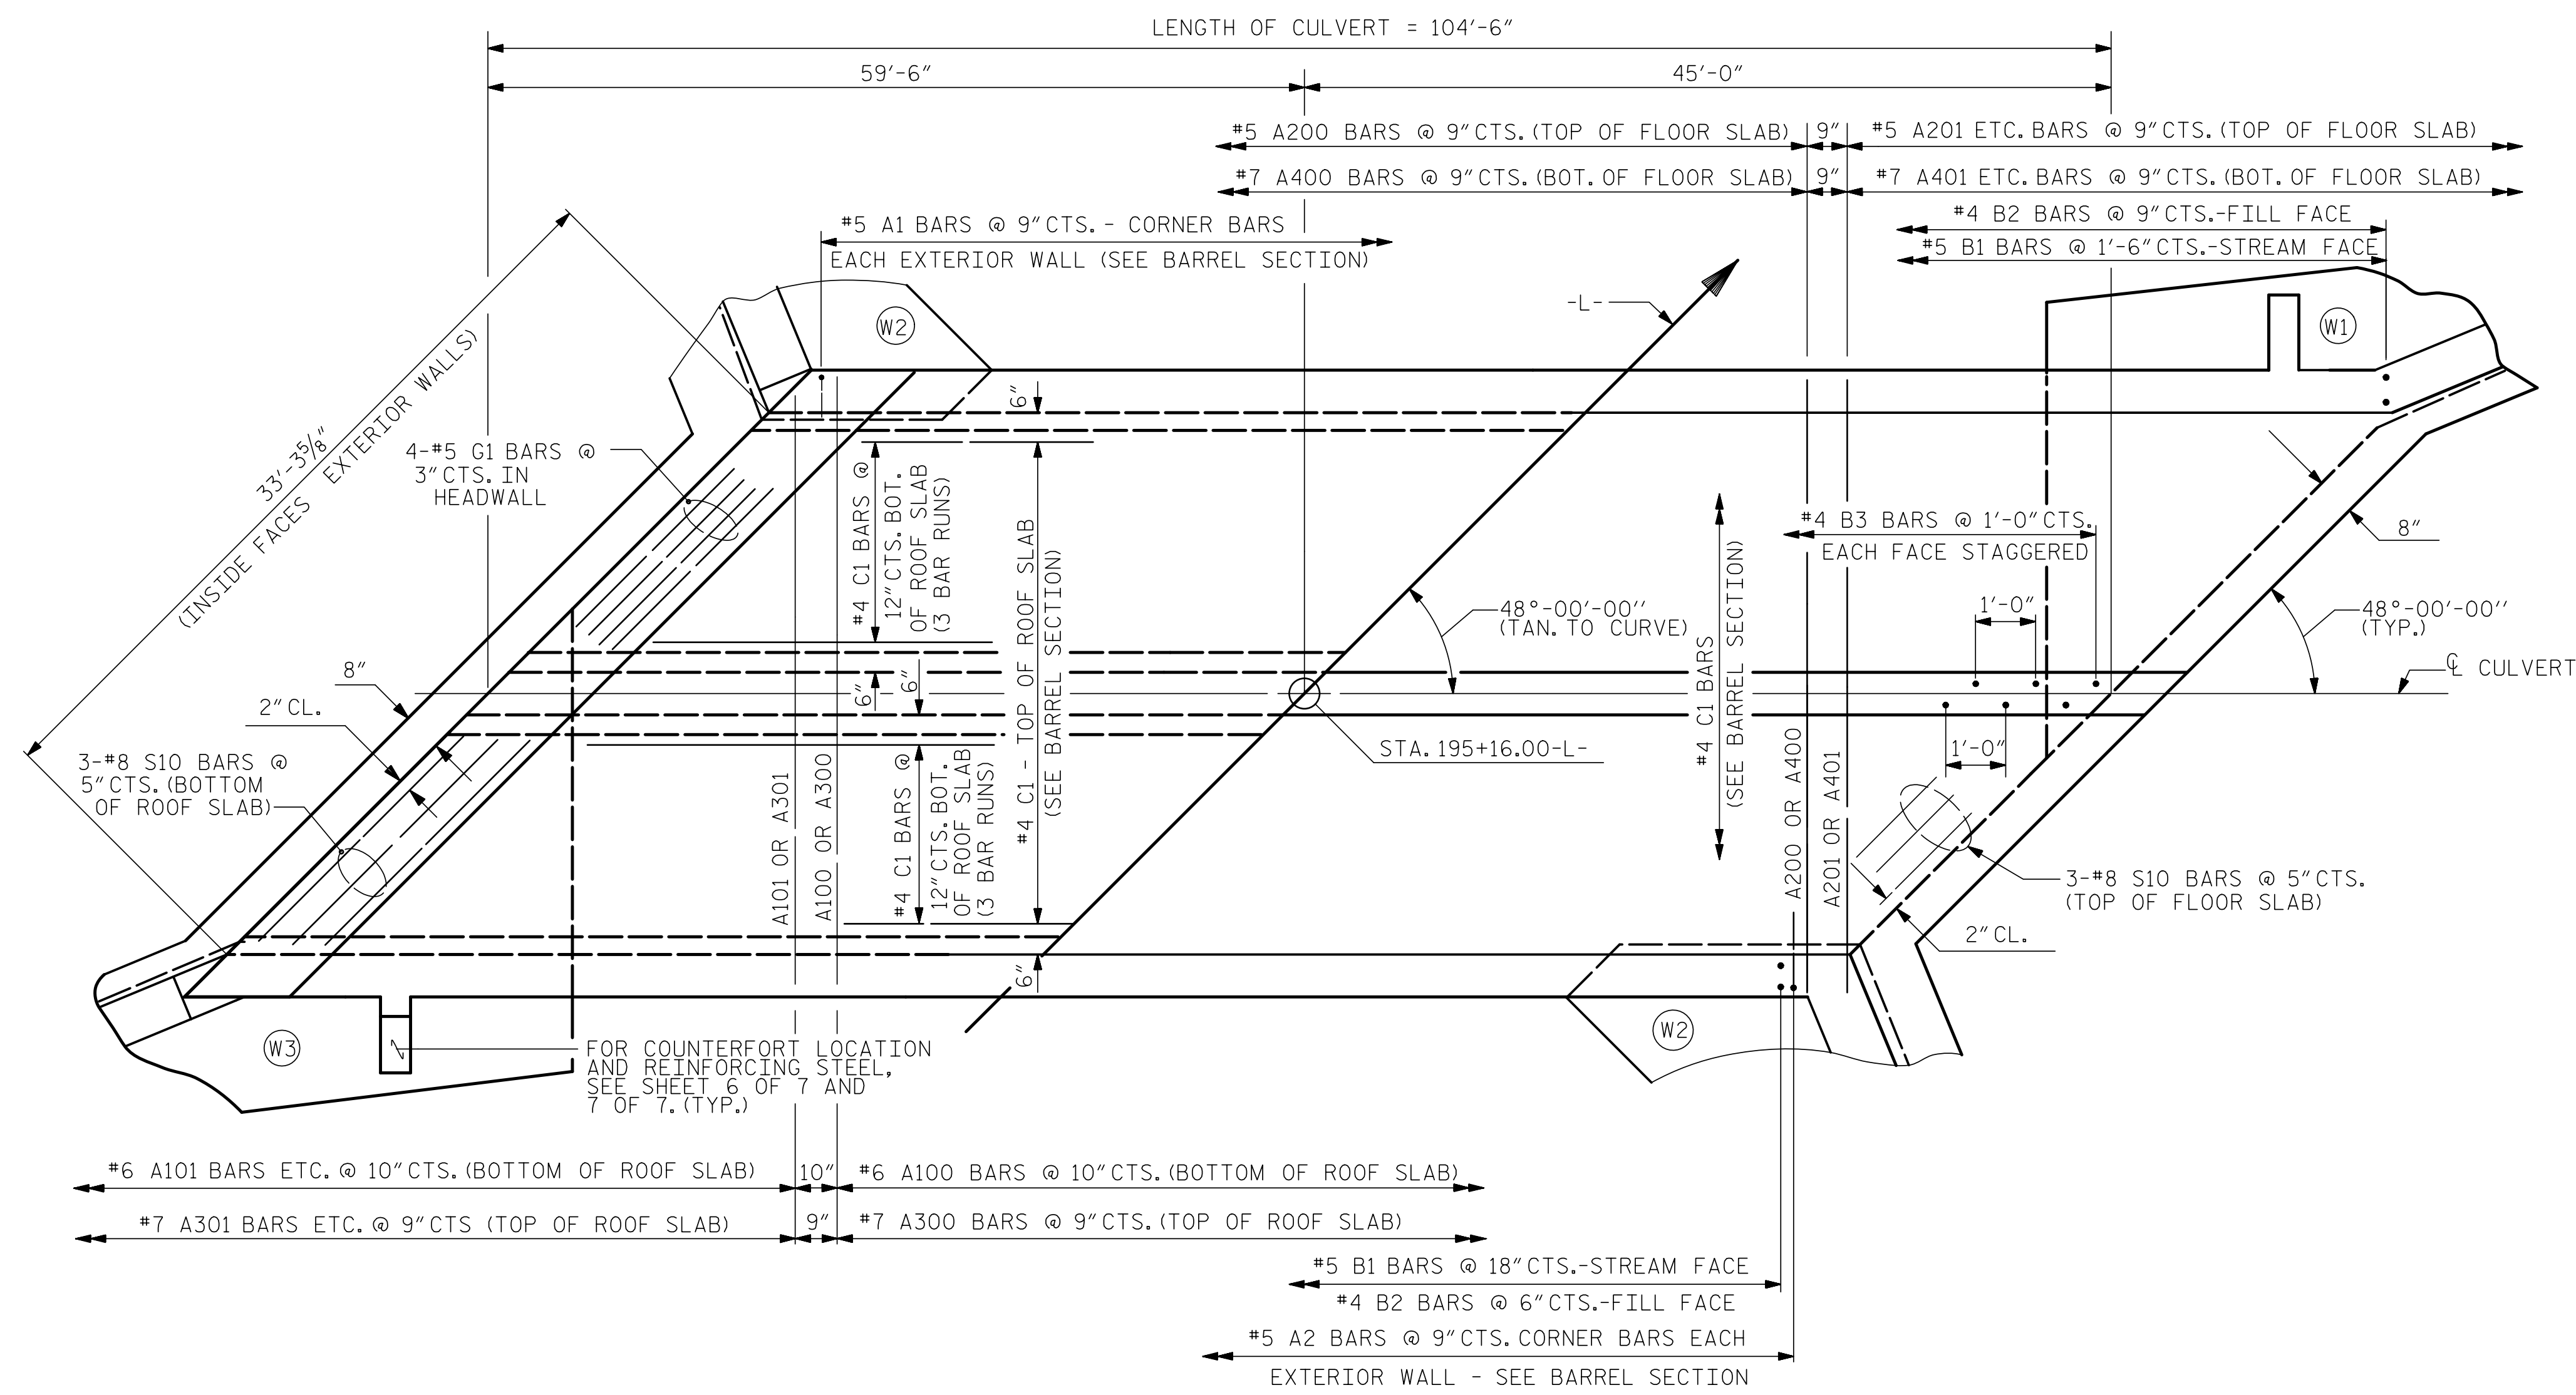 LENGTH OF CULVERT = 104'-6"
59'-6"
45'-0"
#5 A200 BARS @ 9" CTS. (TOP OF FLOOR SLAB)
9"
#5 A201 ETC. BARS @ 9" CTS. (TOP OF FLOOR SLAB)
#7 A400 BARS @ 9" CTS. (BOT. OF FLOOR SLAB)
9"
#7 A401 ETC. BARS @ 9" CTS. (BOT. OF FLOOR SLAB)
#5 A1 BARS @ 9" CTS. - CORNER BARS
EACH EXTERIOR WALL (SEE BARREL SECTION)
#4 B2 BARS @ 9" CTS.-FILL FACE
#5 B1 BARS @ 1'-6" CTS.-STREAM FACE
-L-
W2
W1
33'-3⅝"
(INSIDE FACES EXTERIOR WALLS)
6"
4-#5 G1 BARS @
3" CTS. IN
HEADWALL
#4 C1 BARS @
12" CTS. BOT.
OF ROOF SLAB
(3 BAR RUNS)
#4 C1 - TOP OF ROOF SLAB
(SEE BARREL SECTION)
#4 C1 BARS
(SEE BARREL SECTION)
#4 B3 BARS @ 1'-0" CTS.
EACH FACE STAGGERED
8"
1'-0"
48°-00'-00''
(TAN. TO CURVE)
48°-00'-00''
(TYP.)
℄ CULVERT
8"
2" CL.
6"
6"
3-#8 S10 BARS @
5" CTS. (BOTTOM
OF ROOF SLAB)
STA. 195+16.00-L-
1'-0"
A101 OR A301
A100 OR A300
#4 C1 BARS @
12" CTS. BOT.
OF ROOF SLAB
(3 BAR RUNS)
A200 OR A400
A201 OR A401
3-#8 S10 BARS @ 5" CTS.
(TOP OF FLOOR SLAB)
2" CL.
6"
W3
W2
FOR COUNTERFORT LOCATION
AND REINFORCING STEEL,
SEE SHEET 6 OF 7 AND
7 OF 7. (TYP.)
#6 A101 BARS ETC. @ 10" CTS. (BOTTOM OF ROOF SLAB)
10"
#6 A100 BARS @ 10" CTS. (BOTTOM OF ROOF SLAB)
#7 A301 BARS ETC. @ 9" CTS (TOP OF ROOF SLAB)
9"
#7 A300 BARS @ 9" CTS. (TOP OF ROOF SLAB)
#5 B1 BARS @ 18" CTS.-STREAM FACE
#4 B2 BARS @ 6" CTS.-FILL FACE
#5 A2 BARS @ 9" CTS. CORNER BARS EACH
EXTERIOR WALL - SEE BARREL SECTION